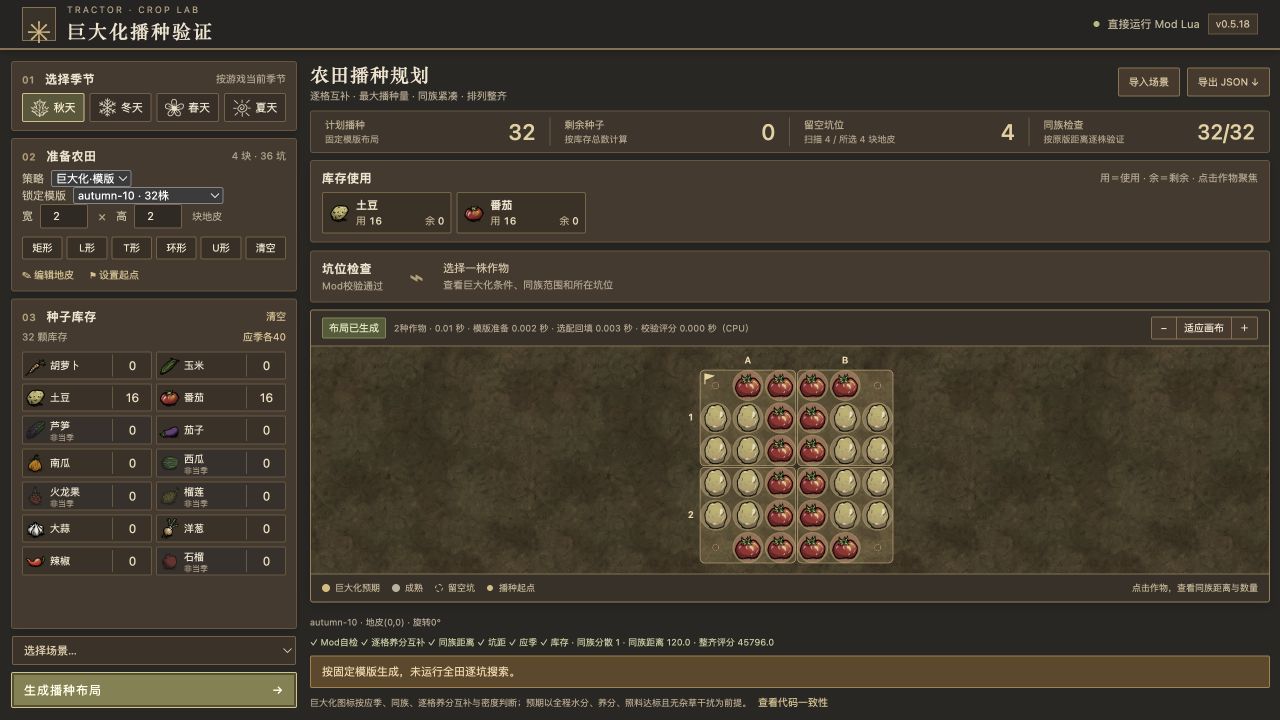 TRACTOR · CROP LAB
巨大化播种验证
直接运行 Mod Lua
v0.5.18
01 选择季节
按游戏当前季节
秋天
冬天
春天
夏天
02 准备农田
4 块 · 36 坑
策略 巨大化·模版
锁定模版 autumn-10 · 32株
宽 2 × 高 2 块地皮
矩形
L形
T形
环形
U形
清空
✎ 编辑地皮
⚑ 设置起点
03 种子库存
清空
32 颗库存
应季各40
胡萝卜 0
玉米 0
土豆 16
番茄 16
芦笋 0
非当季
茄子 0
南瓜 0
西瓜 0
非当季
火龙果 0
非当季
榴莲 0
非当季
大蒜 0
洋葱 0
辣椒 0
石榴 0
非当季
选择场景...
生成播种布局 →
农田播种规划
逐格互补 · 最大播种量 · 同族紧凑 · 排列整齐
导入场景
导出 JSON ↓
计划播种
固定模版布局
32
剩余种子
按库存总数计算
0
留空坑位
扫描 4 / 所选 4 块地皮
4
同族检查
按原版距离逐株验证
32/32
库存使用
用＝使用 · 余＝剩余 · 点击作物聚焦
土豆
用 16 余 0
番茄
用 16 余 0
坑位检查
Mod校验通过
选择一株作物
查看巨大化条件、同族范围和所在坑位
布局已生成
2种作物 · 0.01 秒 · 模版准备 0.002 秒 · 选配回填 0.003 秒 · 校验评分 0.000 秒（CPU）
−
适应画布
+
A
B
1
2
巨大化预期
成熟
留空坑
播种起点
点击作物，查看同族距离与数量
autumn-10 · 地皮(0,0) · 旋转0°
✓ Mod自检 ✓ 逐格养分互补 ✓ 同族距离 ✓ 坑距 ✓ 应季 ✓ 库存 · 同族分散 1 · 同族距离 120.0 · 整齐评分 45796.0
按固定模版生成，未运行全田逐坑搜索。
巨大化图标按应季、同族、逐格养分互补与密度判断；预期以全程水分、养分、照料达标且无杂草干扰为前提。 查看代码一致性